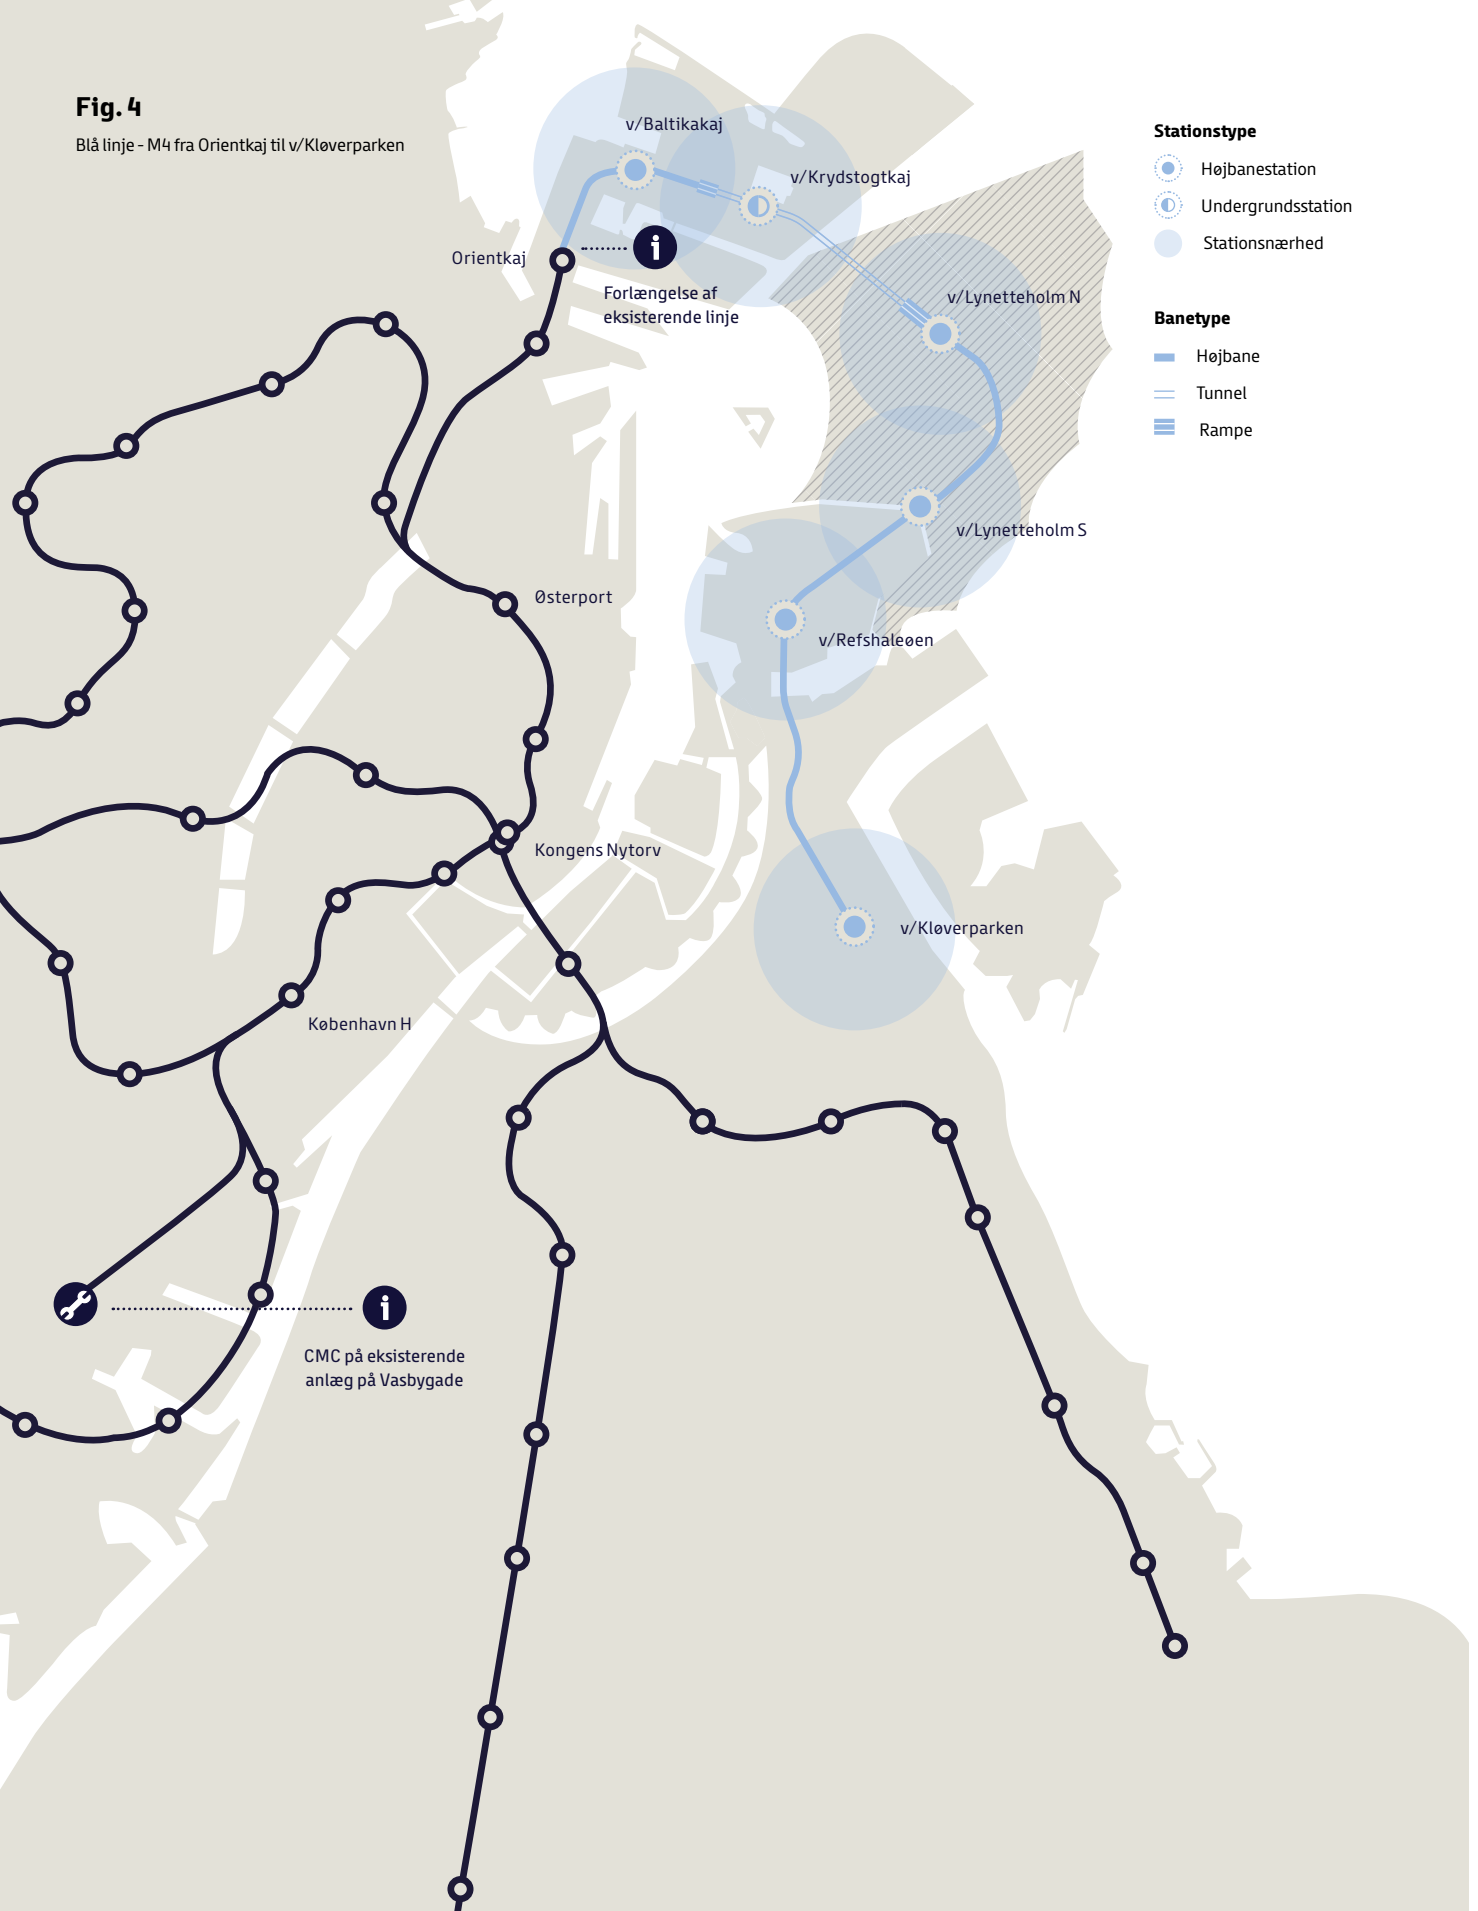 Fig. 4
Blå linje - M4 fra Orientkaj til v/Kløverparken
v/Baltikakaj
v/Krydstogtkaj
Orientkaj
Forlængelse af
eksisterende linje
v/Lynetteholm N
v/Lynetteholm S
Østerport
v/Refshaleøen
Kongens Nytorv
v/Kløverparken
København H
CMC på eksisterende
anlæg på Vasbygade
Stationstype
Højbanestation
Undergrundsstation
Stationsnærhed
Banetype
Højbane
Tunnel
Rampe